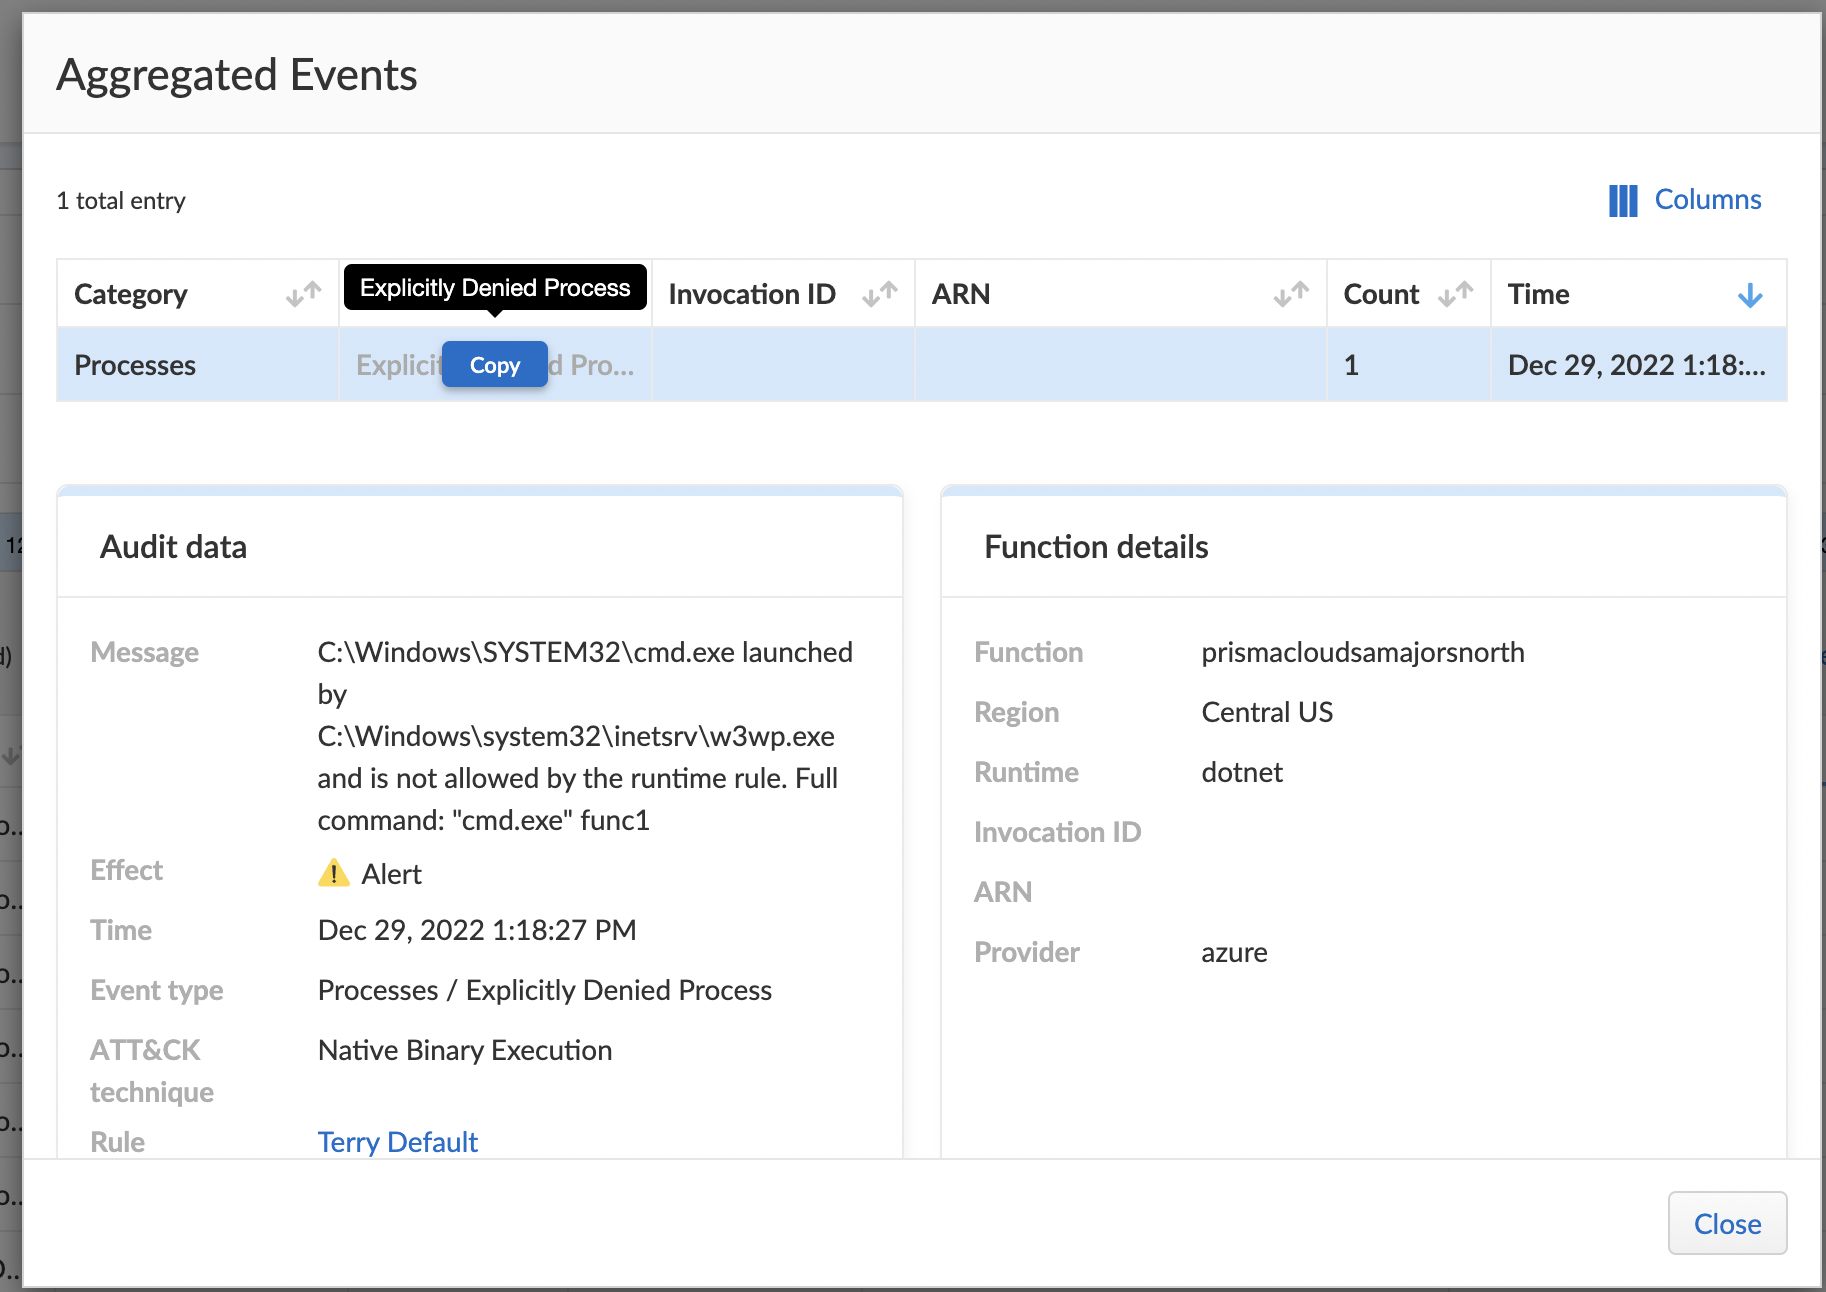 Aggregated Events
1 total entry
Columns
Category
Explicitly Denied Process
Invocation ID
ARN
Count
Time
Processes
Copy
d Pro...
1
Dec 29, 2022 1:18:...
Audit data
Message
C:\Windows\SYSTEM32\cmd.exe launched
by
C:\Windows\system32\inetsrv\w3wp.exe
and is not allowed by the runtime rule. Full
command: "cmd.exe" func1
Effect
Alert
Time
Dec 29, 2022 1:18:27 PM
Event type
Processes / Explicitly Denied Process
ATT&CK
technique
Native Binary Execution
Rule
Terry Default
Function details
Function
prismacloudsamajorsnorth
Region
Central US
Runtime
dotnet
Invocation ID
ARN
Provider
azure
Close